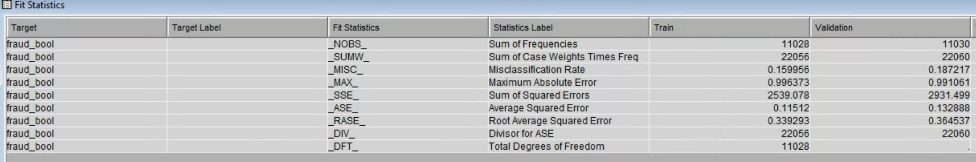 Fit Statistics
Target Target Label Fit Statistics Statistics Label Train Validation
fraud_bool _NOBS_ Sum of Frequencies 11028 11030
fraud_bool _SUMW_ Sum of Case Weights Times Freq 22056 22060
fraud_bool _MISC_ Misclassification Rate 0.159956 0.187217
fraud_bool _MAX_ Maximum Absolute Error 0.996373 0.991061
fraud_bool _SSE_ Sum of Squared Errors 2539.078 2931.499
fraud_bool _ASE_ Average Squared Error 0.11512 0.132888
fraud_bool _RASE_ Root Average Squared Error 0.339293 0.364537
fraud_bool _DIV_ Divisor for ASE 22056 22060
fraud_bool _DFT_ Total Degrees of Freedom 11028 .